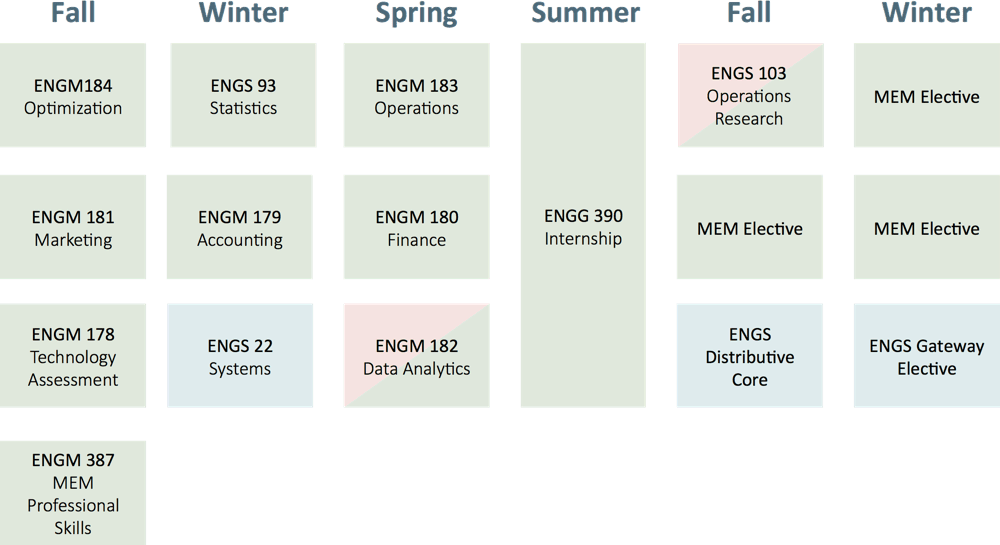 Fall
Winter
Spring
Summer
Fall
Winter
ENGM184
Optimization
ENGS 93
Statistics
ENGM 183
Operations
ENGS 103
Operations
Research
MEM Elective
ENGM 181
Marketing
ENGM 179
Accounting
ENGM 180
Finance
ENGG 390
Internship
MEM Elective
MEM Elective
ENGM 178
Technology
Assessment
ENGS 22
Systems
ENGM 182
Data Analytics
ENGS
Distributive
Core
ENGS Gateway
Elective
ENGM 387
MEM
Professional
Skills